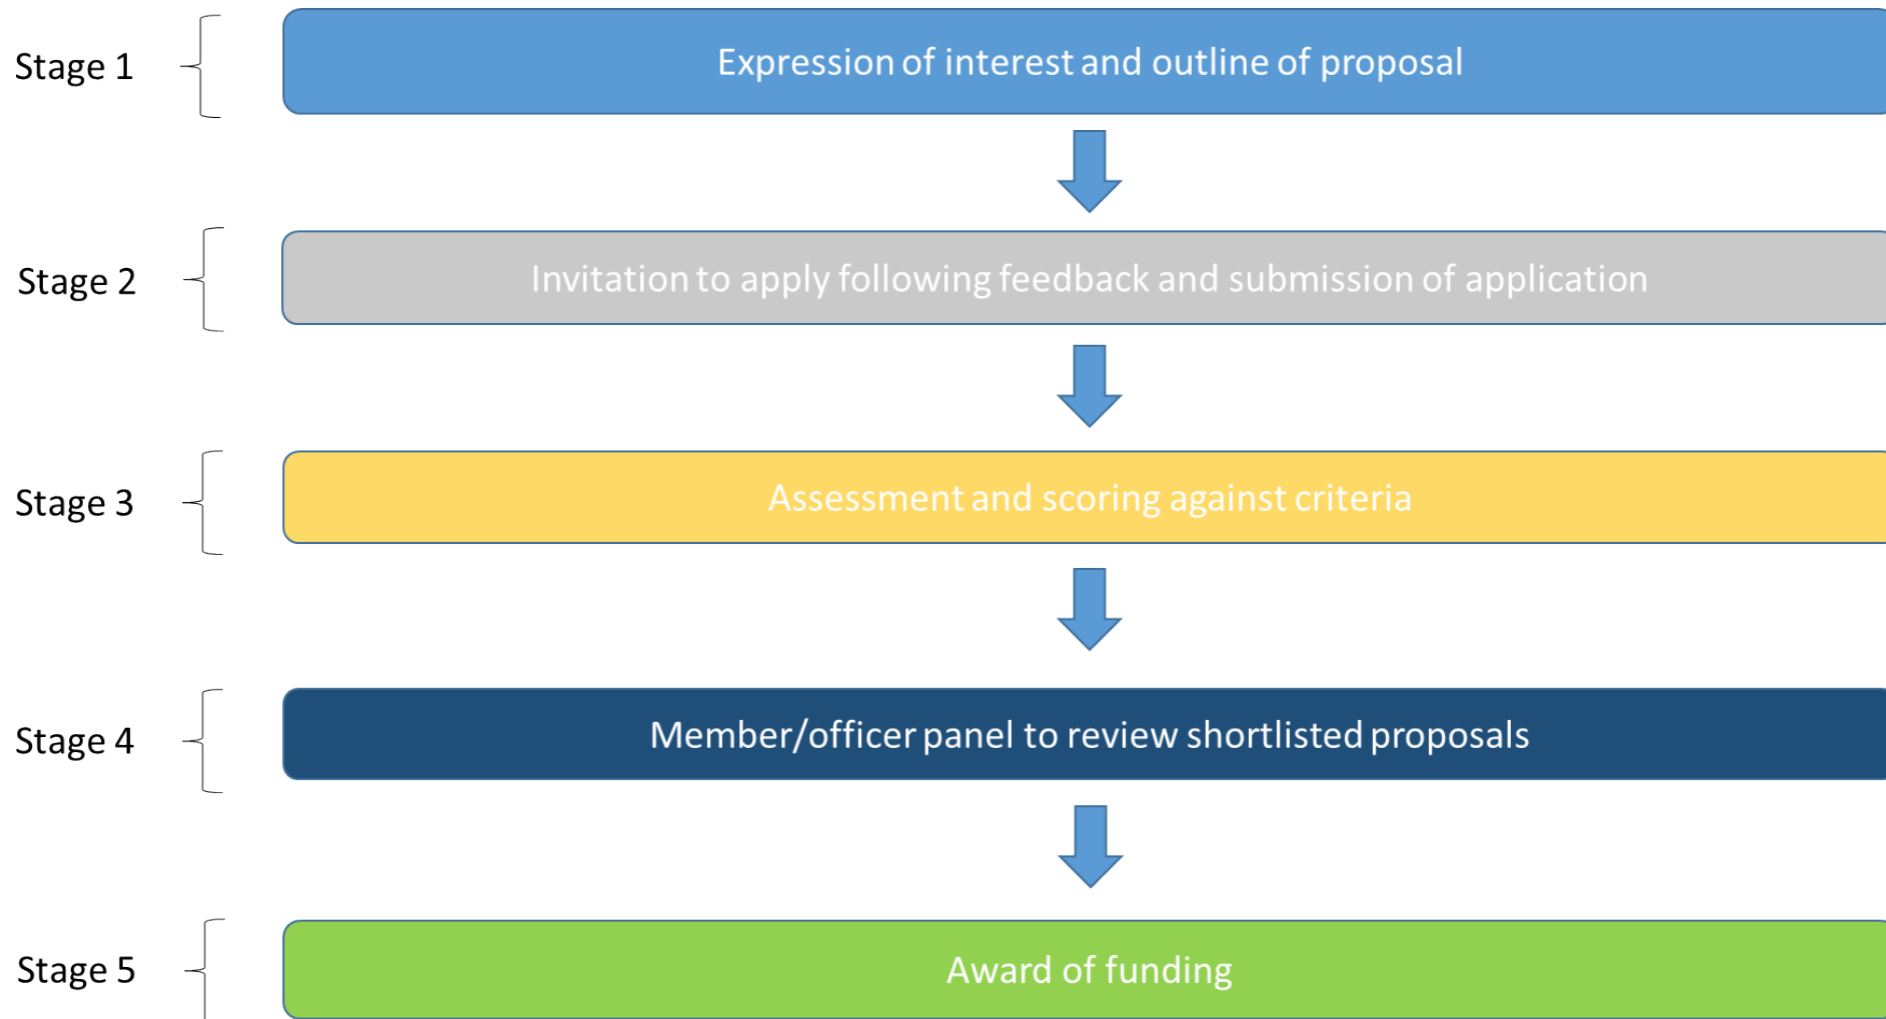 Stage 1
Expression of interest and outline of proposal
Stage 2
Invitation to apply following feedback and submission of application
Stage 3
Assessment and scoring against criteria
Stage 4
Member/officer panel to review shortlisted proposals
Stage 5
Award of funding